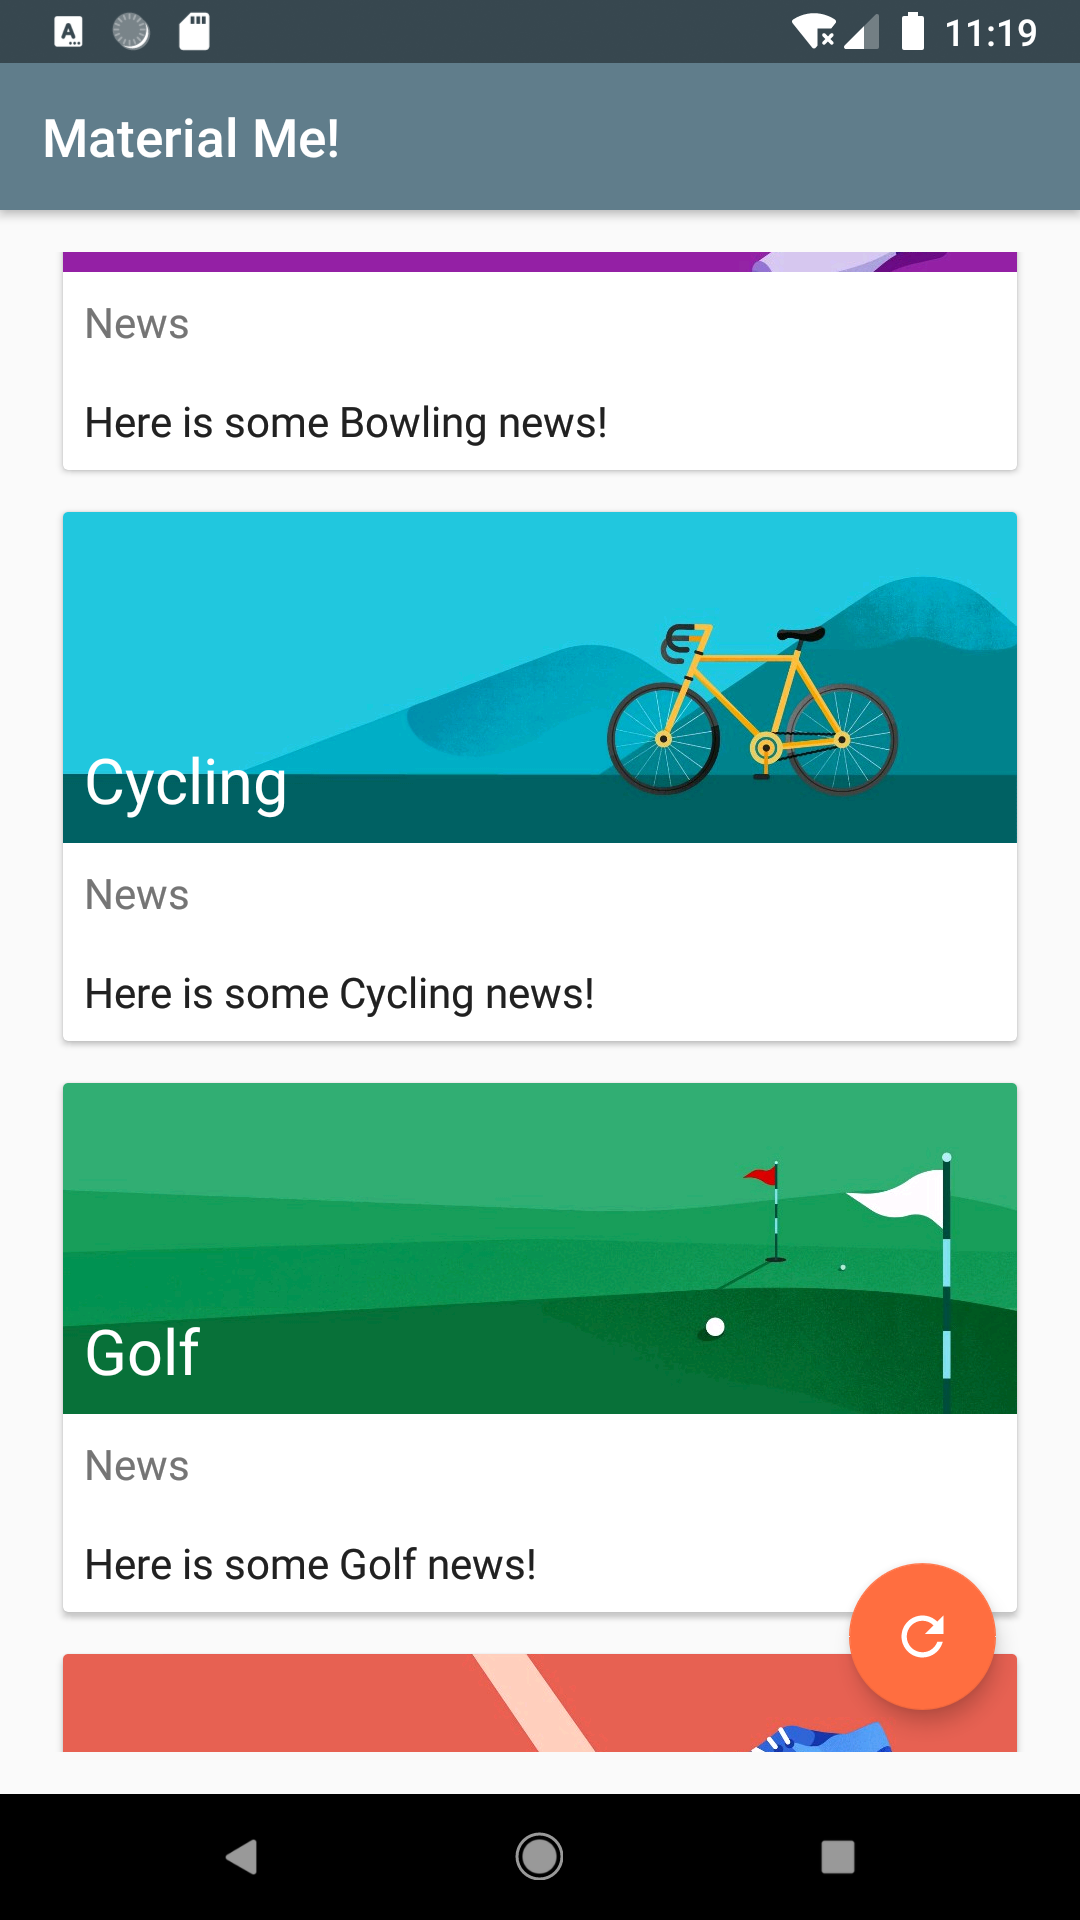 11:19
Material Me!
News
Here is some Bowling news!
Cycling
News
Here is some Cycling news!
Golf
News
Here is some Golf news!